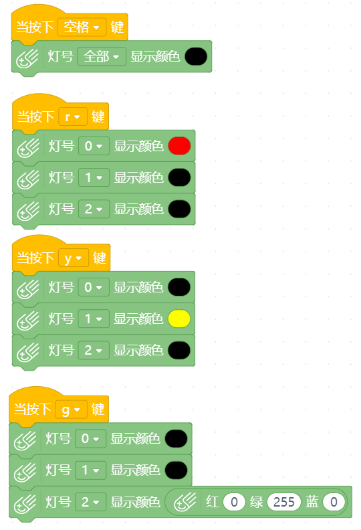 当按下 空格 键
灯号 全部 显示颜色
当按下 r 键
灯号 0 显示颜色
灯号 1 显示颜色
灯号 2 显示颜色
当按下 y 键
灯号 0 显示颜色
灯号 1 显示颜色
灯号 2 显示颜色
当按下 g 键
灯号 0 显示颜色
灯号 1 显示颜色
灯号 2 显示颜色 红 0 绿 255 蓝 0